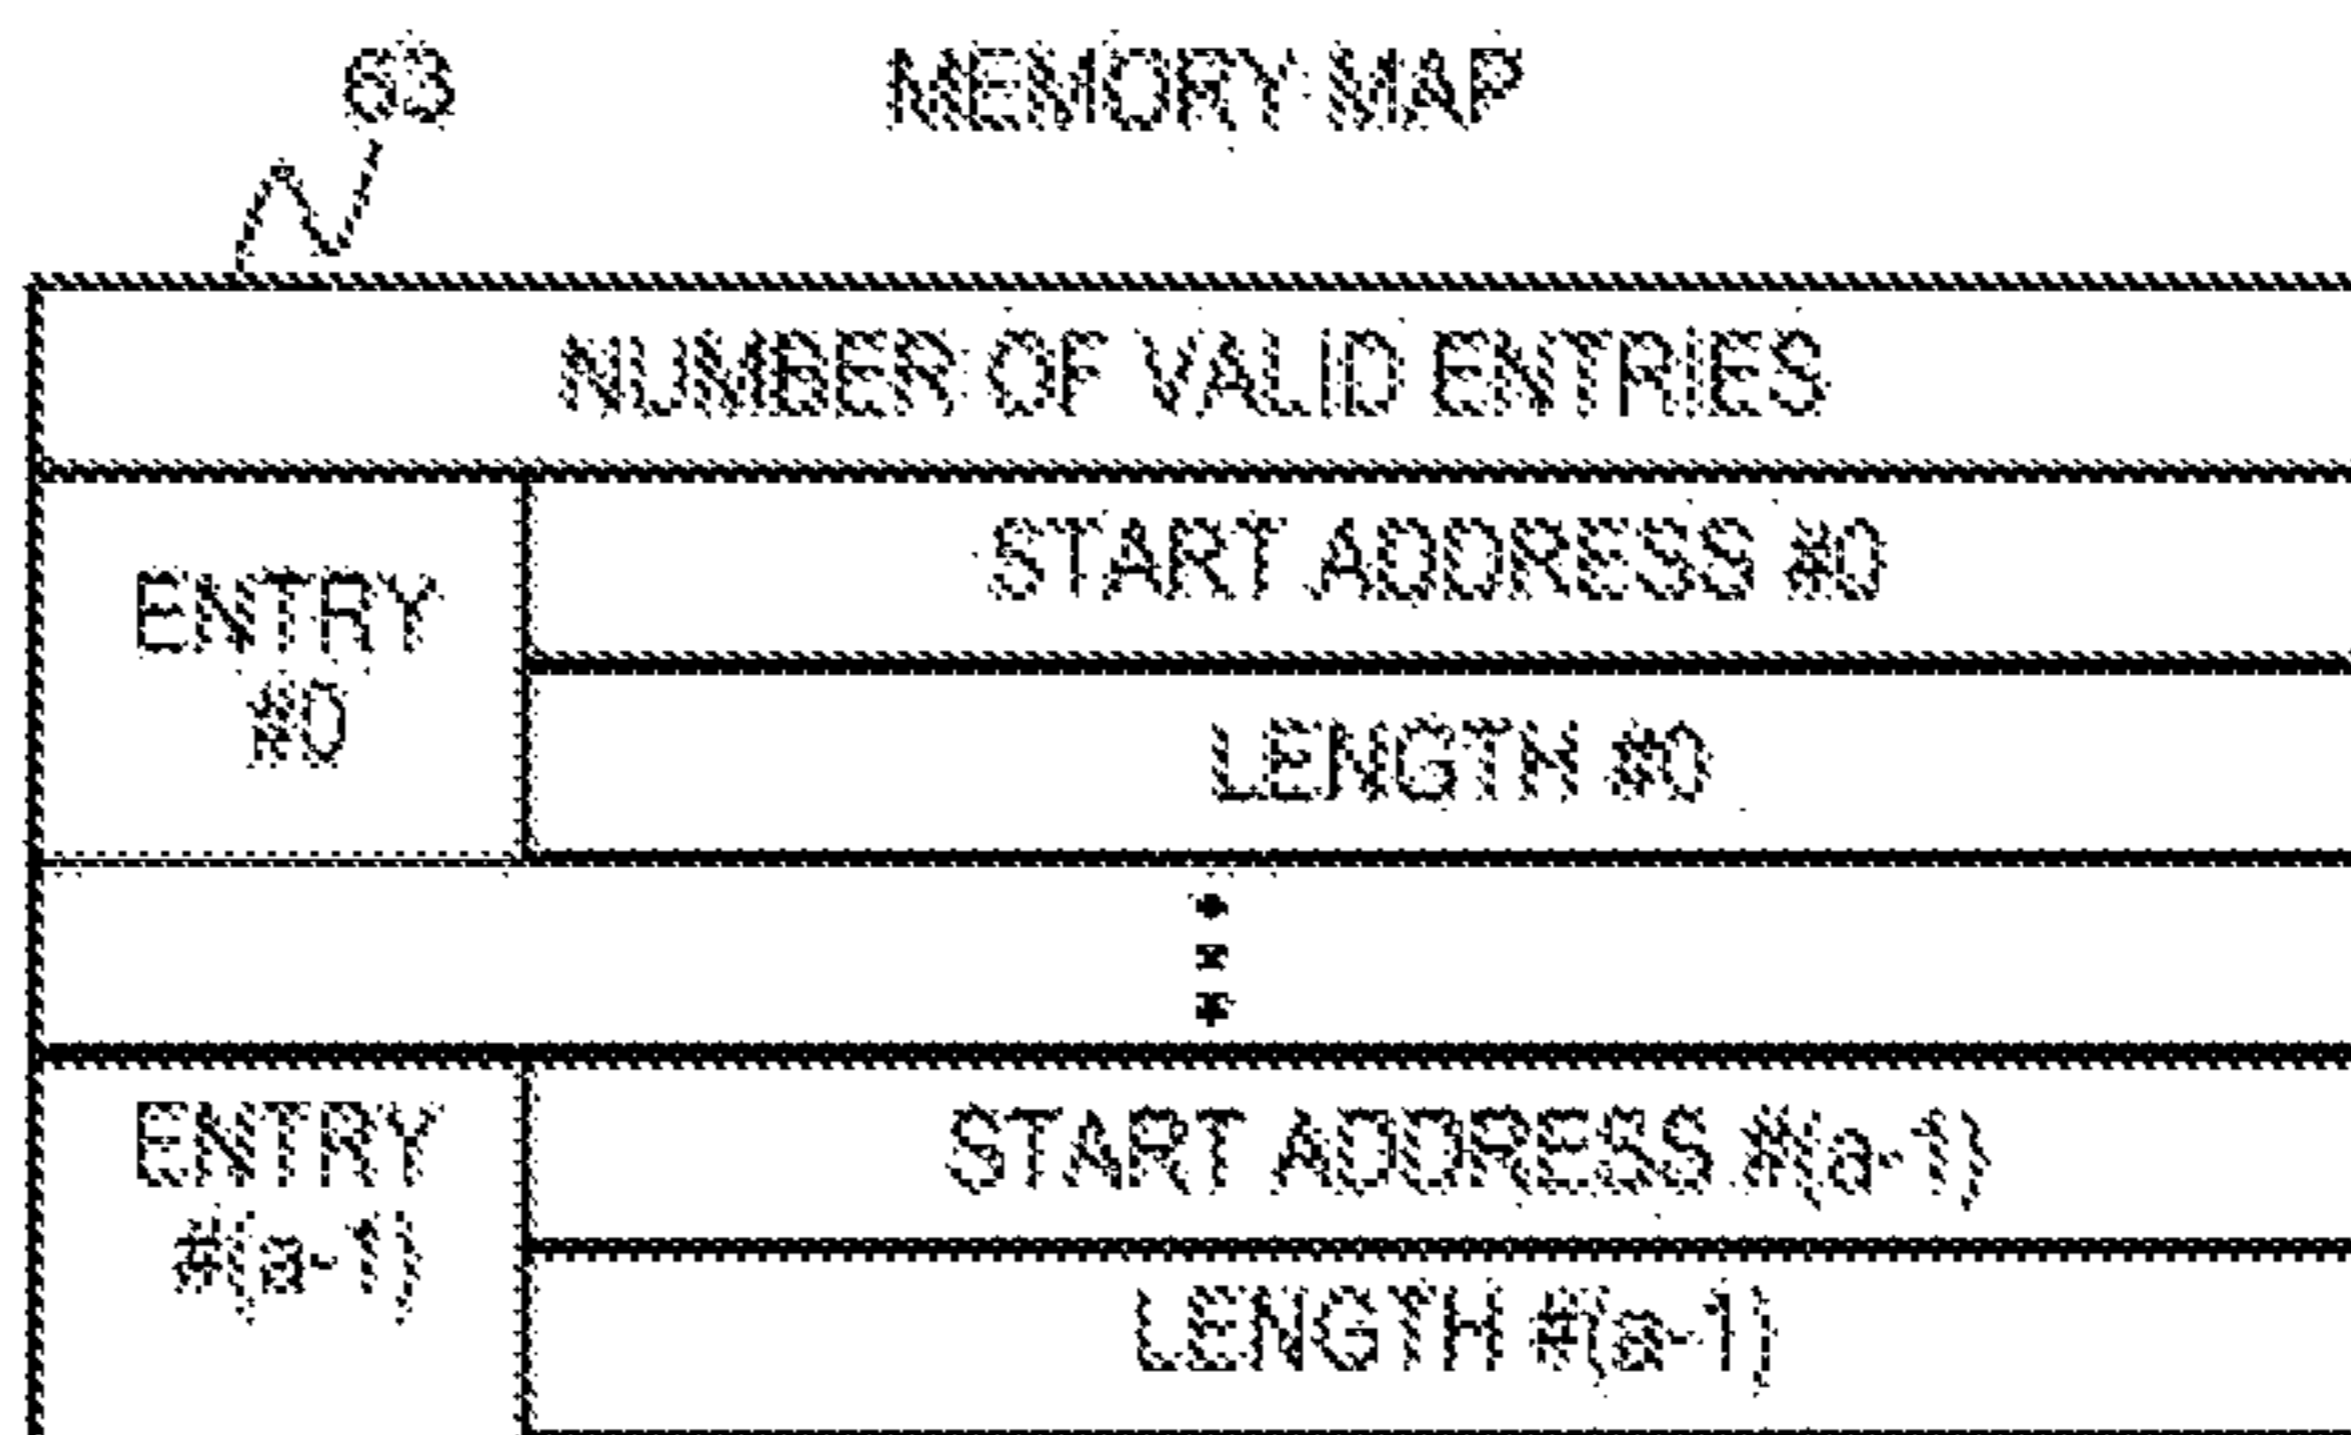 63
MEMORY MAP
NUMBER OF VALID ENTRIES
ENTRY
#0
START ADDRESS #0
LENGTH #0
ENTRY
#(a-1)
START ADDRESS #(a-1)
LENGTH #(a-1)